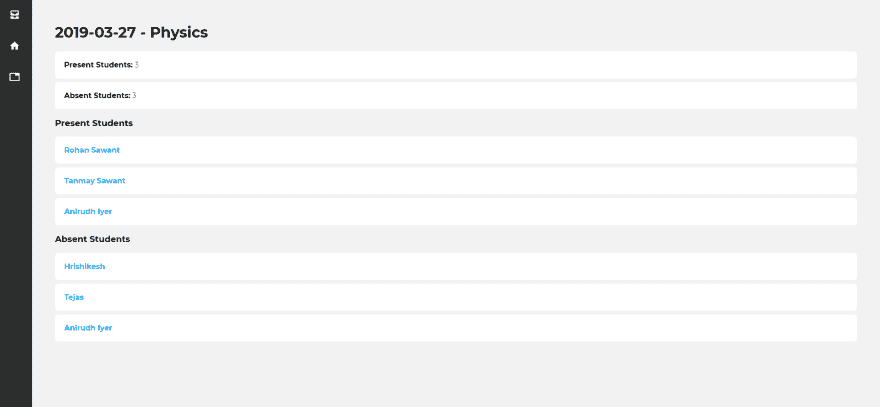 2019-03-27 - Physics
Present Students: 3
Absent Students: 3
Present Students
Rohan Sawant
Tanmay Sawant
Anirudh Iyer
Absent Students
Hrishikesh
Tejas
Anirudh Iyer